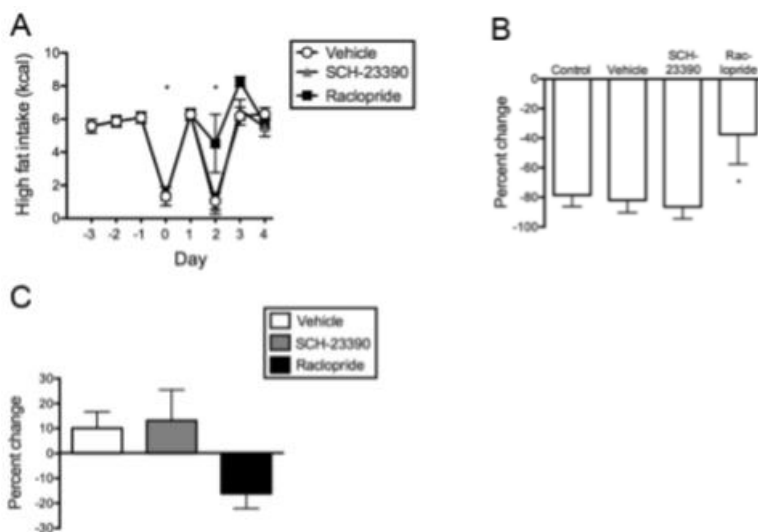 A
Vehicle
SCH-23390
Raclopride
High fat intake (kcal)
10
8
6
4
2
0
-3 -2 -1 0 1 2 3 4
Day
B
Control Vehicle SCH-23390 Rac-lopride
Percent change
0
-20
-40
-60
-80
-100
*
C
Vehicle
SCH-23390
Raclopride
Percent change
30
20
10
0
-10
-20
-30